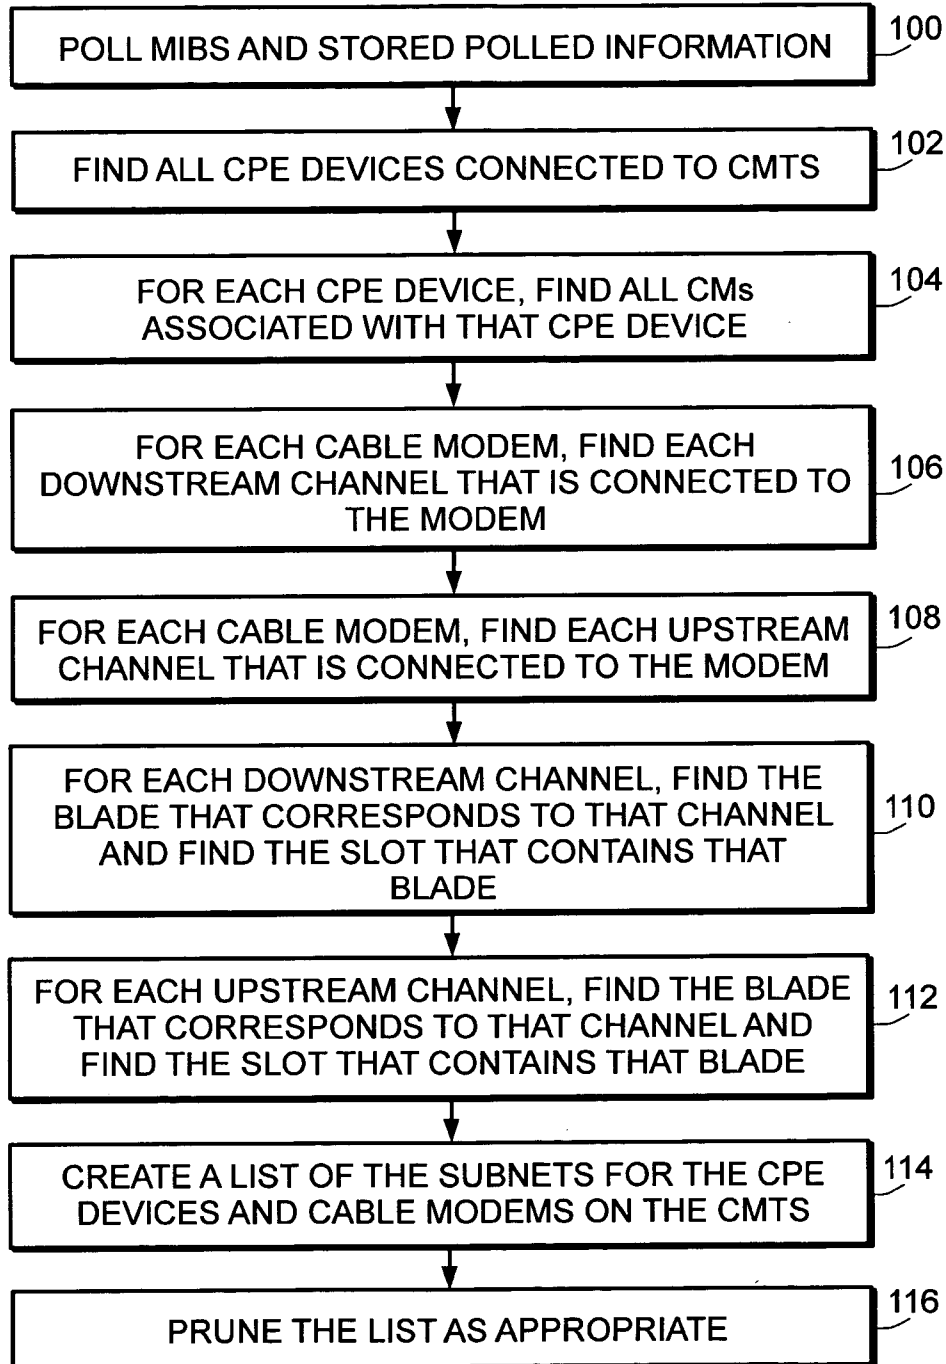 POLL MIBS AND STORED POLLED INFORMATION
100
FIND ALL CPE DEVICES CONNECTED TO CMTS
102
FOR EACH CPE DEVICE, FIND ALL CMs
ASSOCIATED WITH THAT CPE DEVICE
104
FOR EACH CABLE MODEM, FIND EACH
DOWNSTREAM CHANNEL THAT IS CONNECTED TO
THE MODEM
106
FOR EACH CABLE MODEM, FIND EACH UPSTREAM
CHANNEL THAT IS CONNECTED TO THE MODEM
108
FOR EACH DOWNSTREAM CHANNEL, FIND THE
BLADE THAT CORRESPONDS TO THAT CHANNEL
AND FIND THE SLOT THAT CONTAINS THAT
BLADE
110
FOR EACH UPSTREAM CHANNEL, FIND THE BLADE
THAT CORRESPONDS TO THAT CHANNEL AND
FIND THE SLOT THAT CONTAINS THAT BLADE
112
CREATE A LIST OF THE SUBNETS FOR THE CPE
DEVICES AND CABLE MODEMS ON THE CMTS
114
PRUNE THE LIST AS APPROPRIATE
116